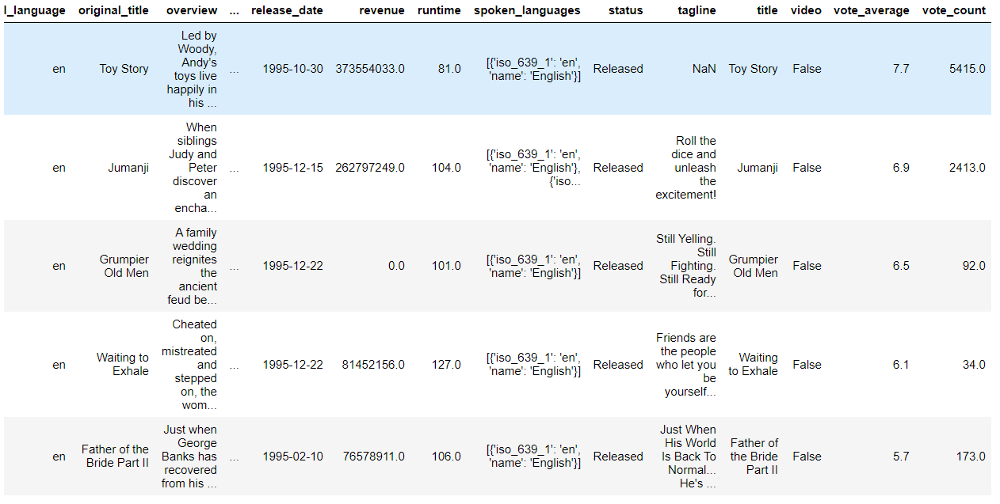 l_language original_title overview ... release_date revenue runtime spoken_languages status tagline title video vote_average vote_count
en Toy Story Led by Woody, Andy's toys live happily in his ... ... 1995-10-30 373554033.0 81.0 [{'iso_639_1': 'en', 'name': 'English'}] Released NaN Toy Story False 7.7 5415.0
en Jumanji When siblings Judy and Peter discover an encha... ... 1995-12-15 262797249.0 104.0 [{'iso_639_1': 'en', 'name': 'English'}, {'iso... Released Roll the dice and unleash the excitement! Jumanji False 6.9 2413.0
en Grumpier Old Men A family wedding reignites the ancient feud be... ... 1995-12-22 0.0 101.0 [{'iso_639_1': 'en', 'name': 'English'}] Released Still Yelling. Still Fighting. Still Ready for... Grumpier Old Men False 6.5 92.0
en Waiting to Exhale Cheated on, mistreated and stepped on, the wom... ... 1995-12-22 81452156.0 127.0 [{'iso_639_1': 'en', 'name': 'English'}] Released Friends are the people who let you be yourself... Waiting to Exhale False 6.1 34.0
en Father of the Bride Part II Just when George Banks has recovered from his ... ... 1995-02-10 76578911.0 106.0 [{'iso_639_1': 'en', 'name': 'English'}] Released Just When His World Is Back To Normal... He's ... Father of the Bride Part II False 5.7 173.0